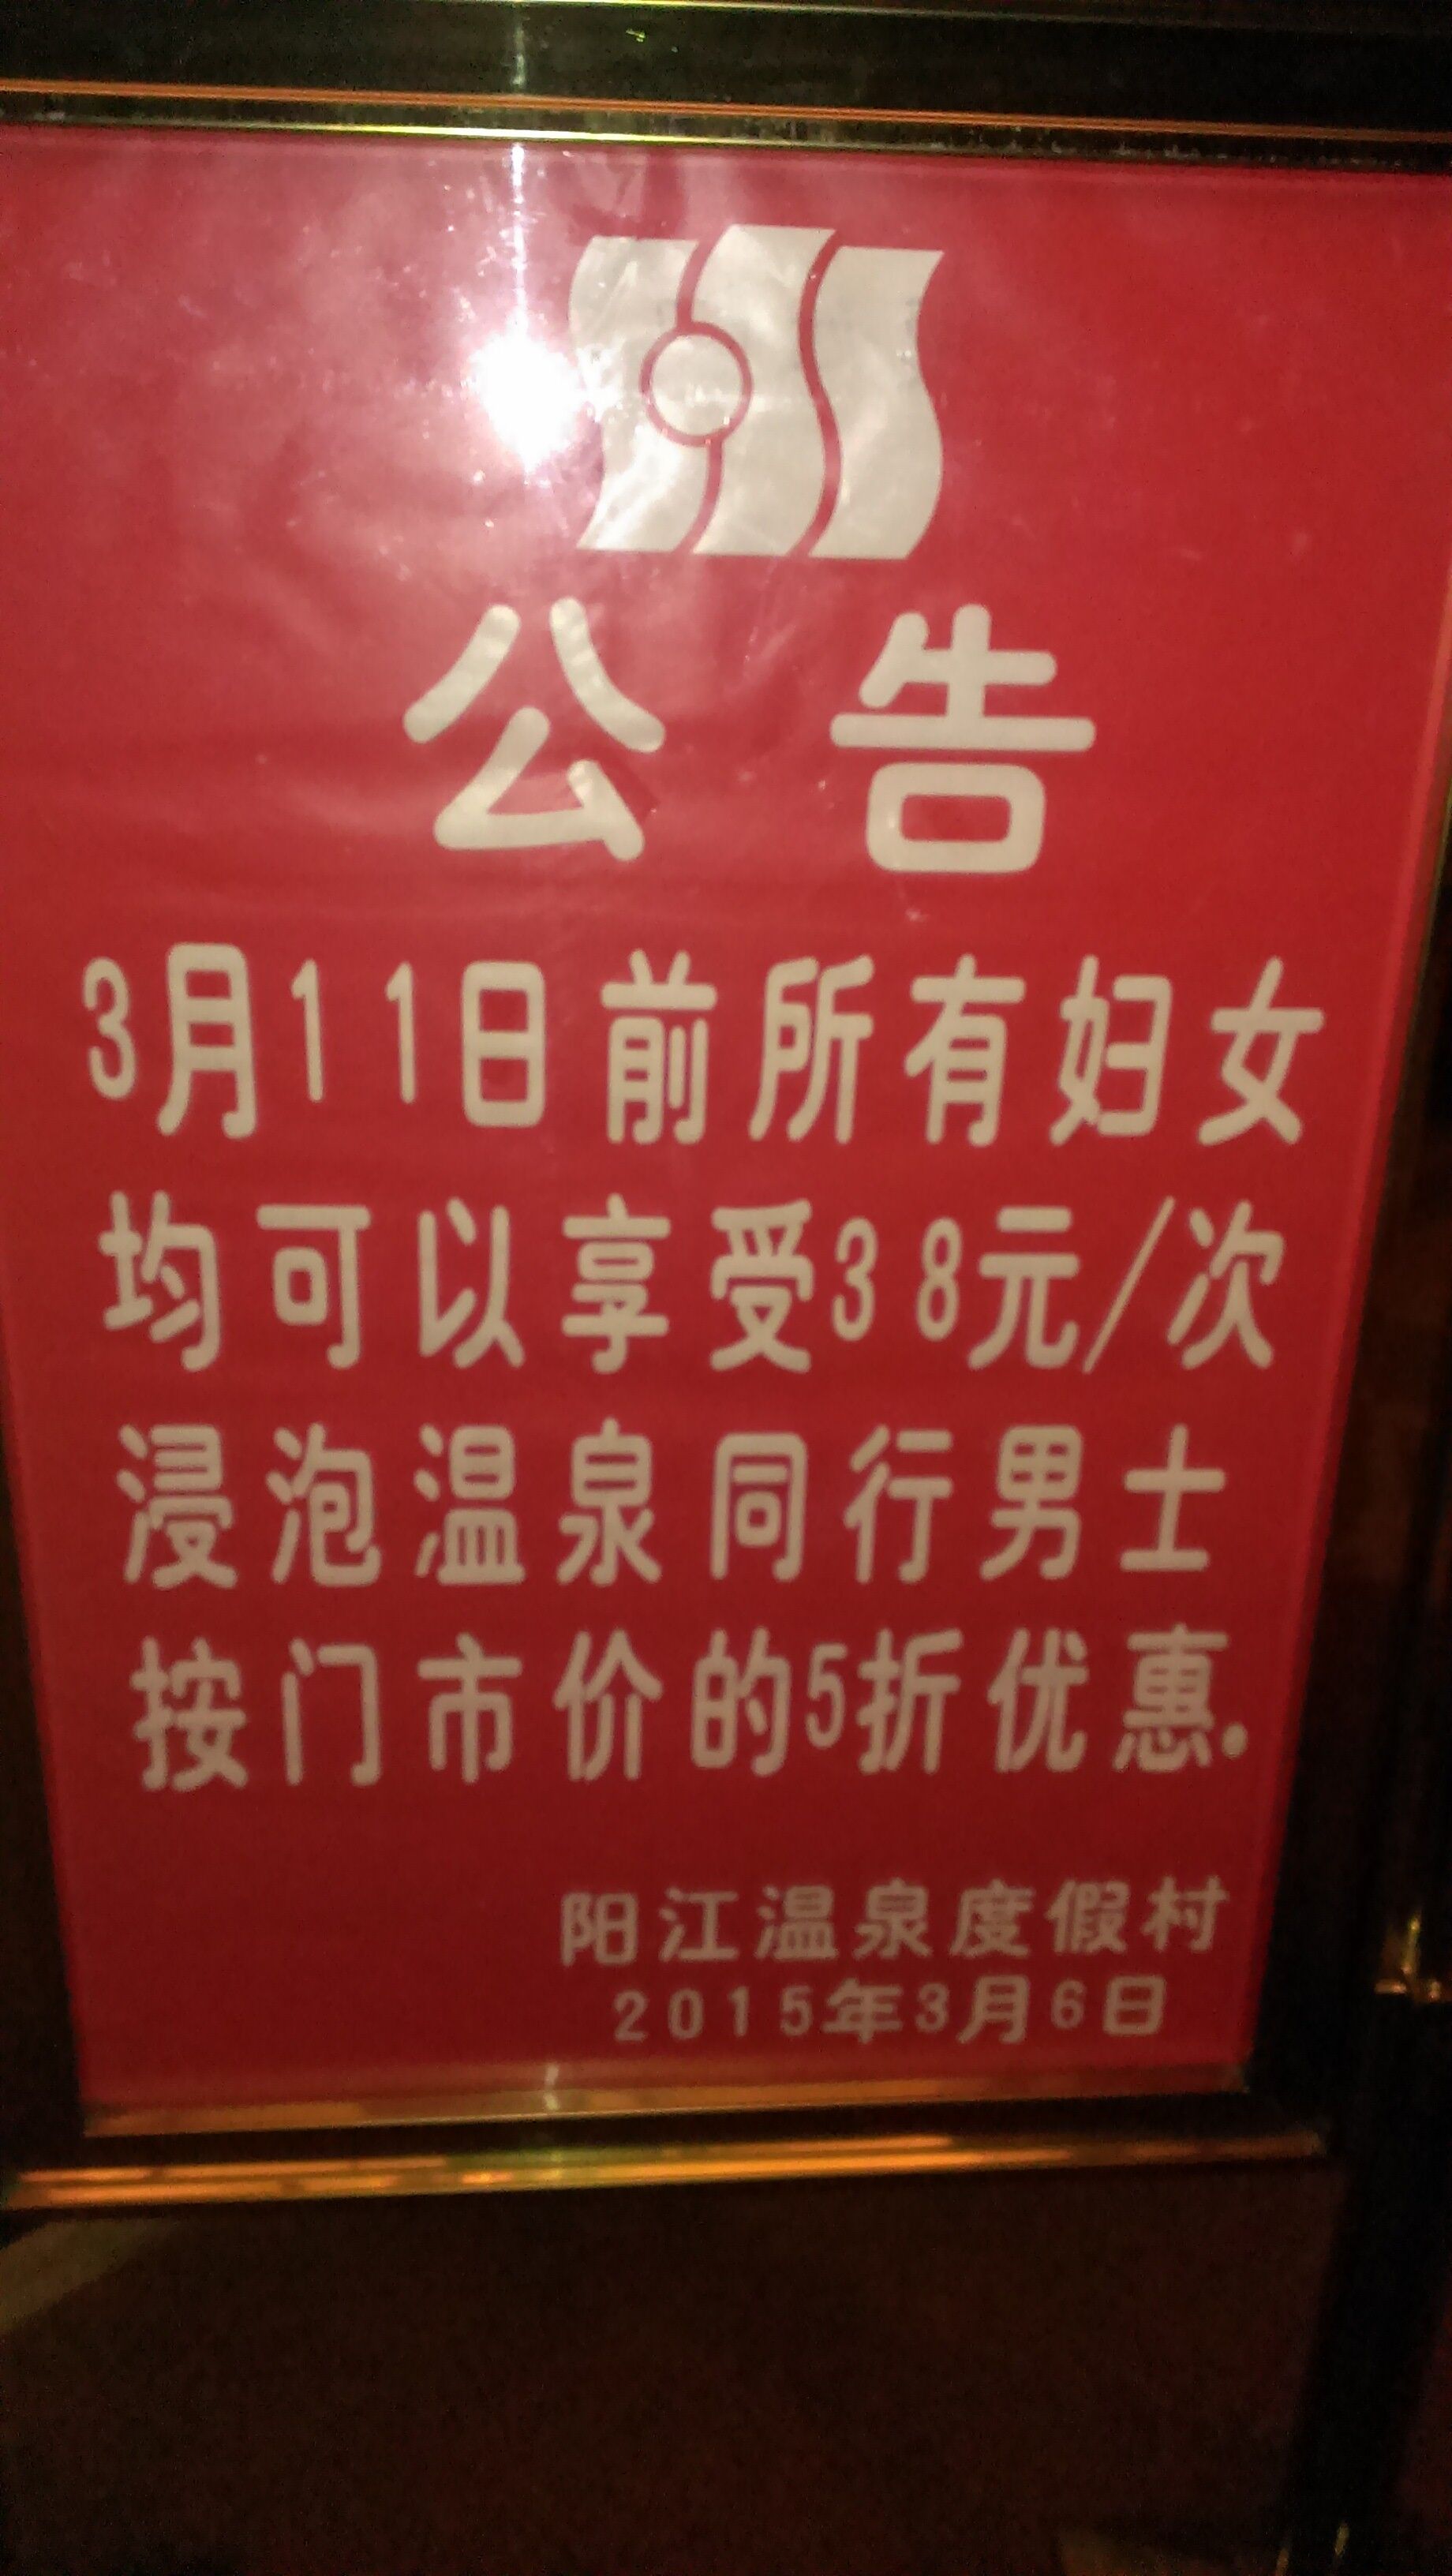 公告
3月11日前所有妇女
均可以享受38元/次
浸泡温泉同行男士
按门市价的5折优惠.
阳江温泉度假村
2015年3月6日